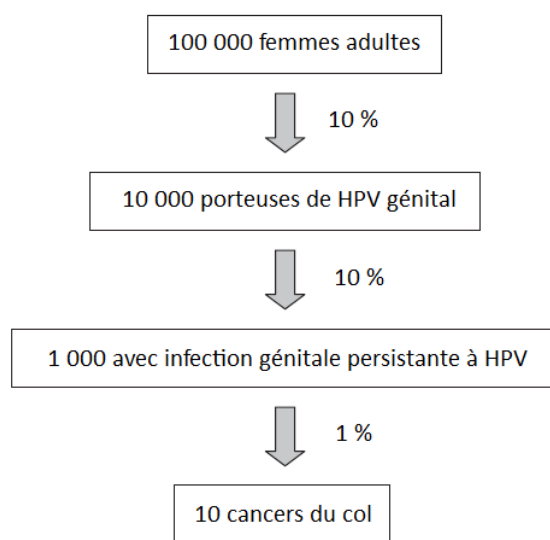 100 000 femmes adultes
10 %
10 000 porteuses de HPV génital
10 %
1 000 avec infection génitale persistante à HPV
1 %
10 cancers du col